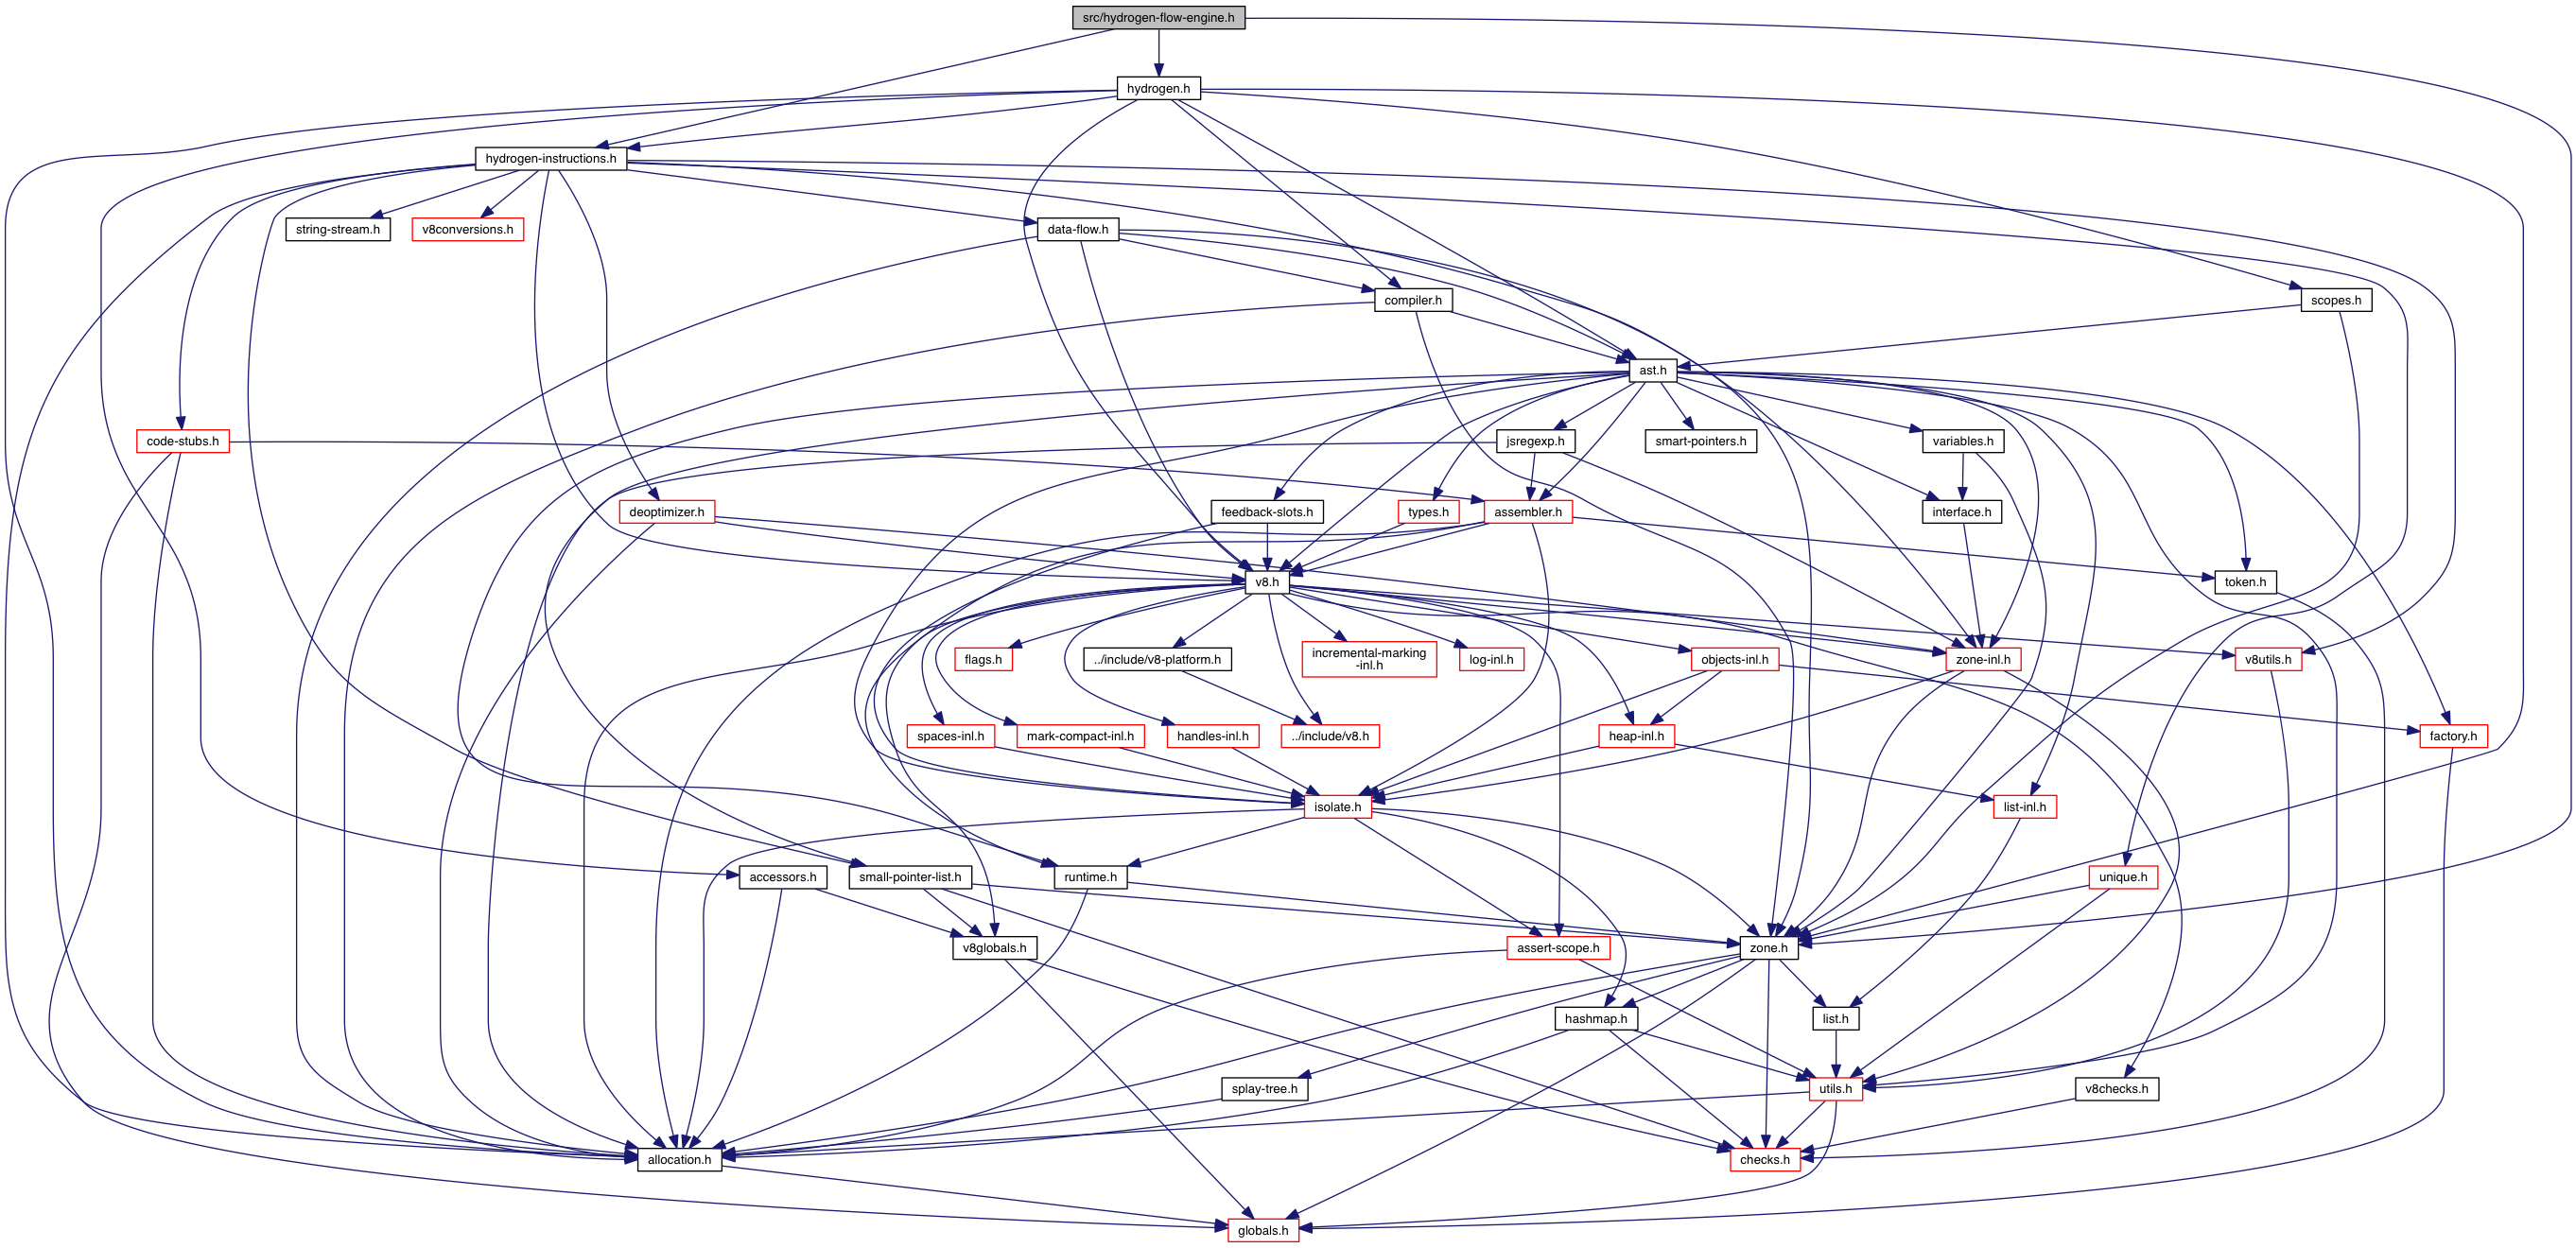 src/hydrogen-flow-engine.h
hydrogen.h
hydrogen-instructions.h
string-stream.h
v8conversions.h
data-flow.h
compiler.h
scopes.h
ast.h
code-stubs.h
jsregexp.h
smart-pointers.h
variables.h
deoptimizer.h
feedback-slots.h
types.h
assembler.h
interface.h
v8.h
token.h
flags.h
../include/v8-platform.h
incremental-marking
-inl.h
log-inl.h
objects-inl.h
zone-inl.h
v8utils.h
spaces-inl.h
mark-compact-inl.h
handles-inl.h
../include/v8.h
heap-inl.h
factory.h
isolate.h
list-inl.h
accessors.h
small-pointer-list.h
runtime.h
unique.h
v8globals.h
assert-scope.h
zone.h
hashmap.h
list.h
splay-tree.h
utils.h
v8checks.h
allocation.h
checks.h
globals.h